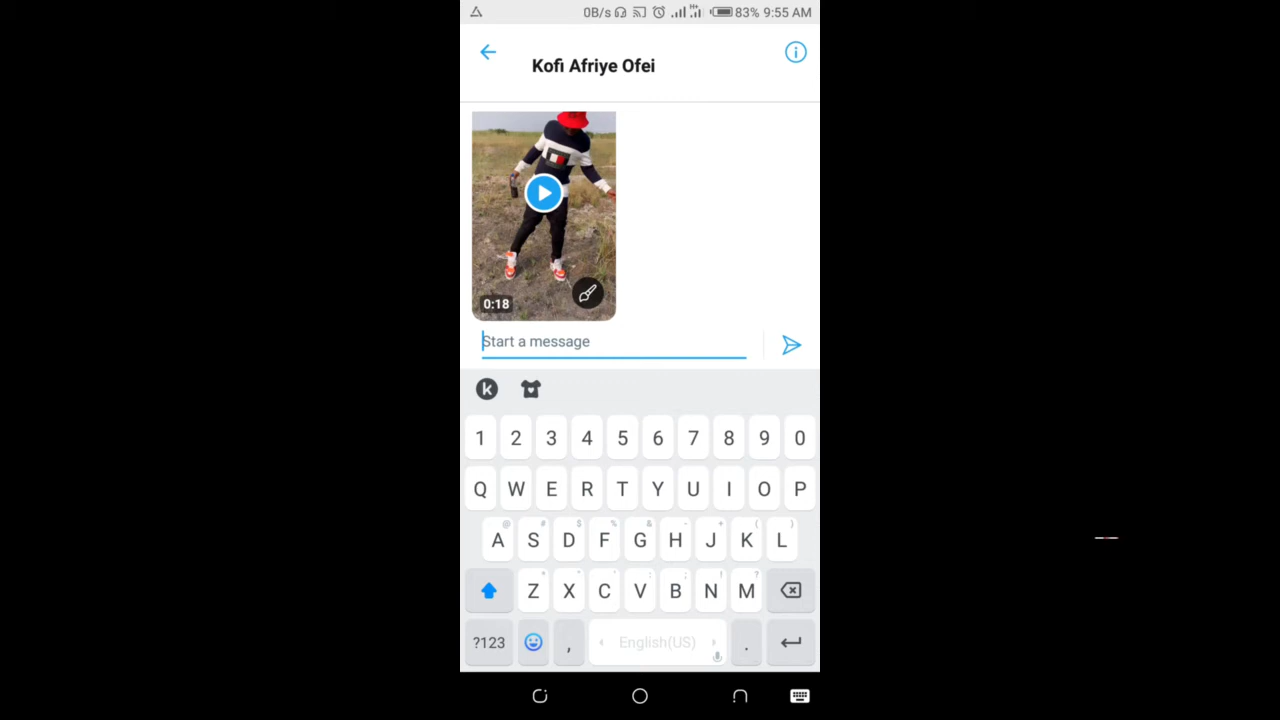 0B/s H+ 83% 9:55 AM
Kofi Afriye Ofei
0:18
Start a message
k
1 2 3 4 5 6 7 8 9 0
Q W E R T Y U I O P
@ # $ % & - + ( )
A S D F G H J K L
* " ' : ; ! ?
Z X C V B N M
?123 , English(US) .